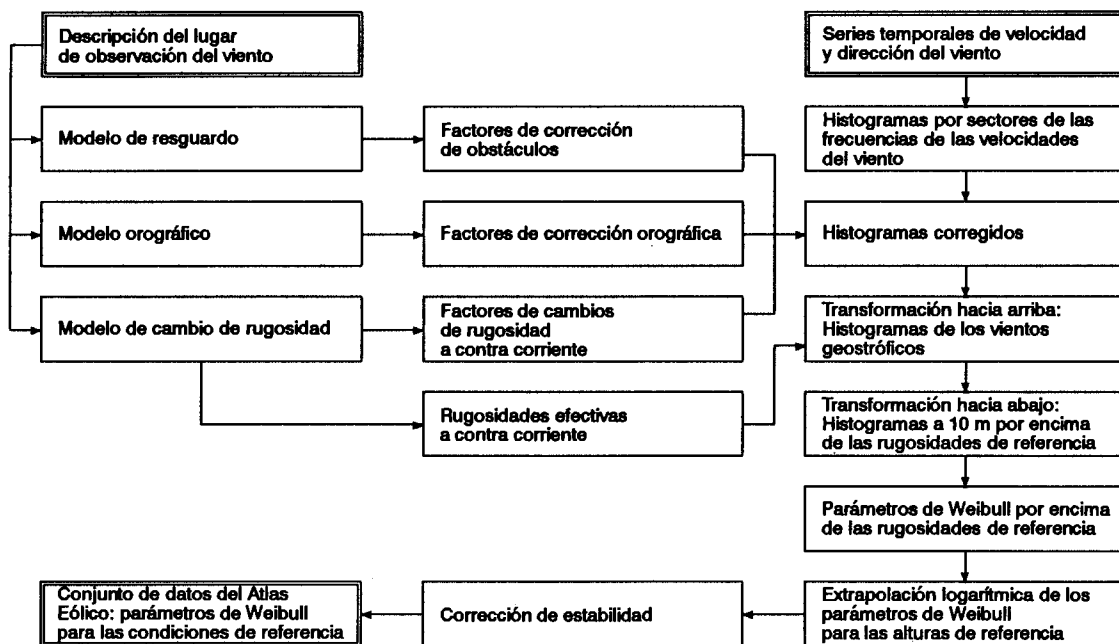 Descripción del lugar
de observación del viento
Series temporales de velocidad
y dirección del viento
Modelo de resguardo
Factores de corrección
de obstáculos
Histogramas por sectores de las
frecuencias de las velocidades
del viento
Modelo orográfico
Factores de corrección orográfica
Histogramas corregidos
Modelo de cambio de rugosidad
Factores de cambios
de rugosidad
a contra corriente
Transformación hacia arriba:
Histogramas de los vientos
geostróficos
Rugosidades efectivas
a contra corriente
Transformación hacia abajo:
Histogramas a 10 m por encima
de las rugosidades de referencia
Parámetros de Weibull por encima
de las rugosidades de referencia
Conjunto de datos del Atlas
Eólico: parámetros de Weibull
para las condiciones de referencia
Corrección de estabilidad
Extrapolación logarítmica de los
parámetros de Weibull
para las alturas de referencia